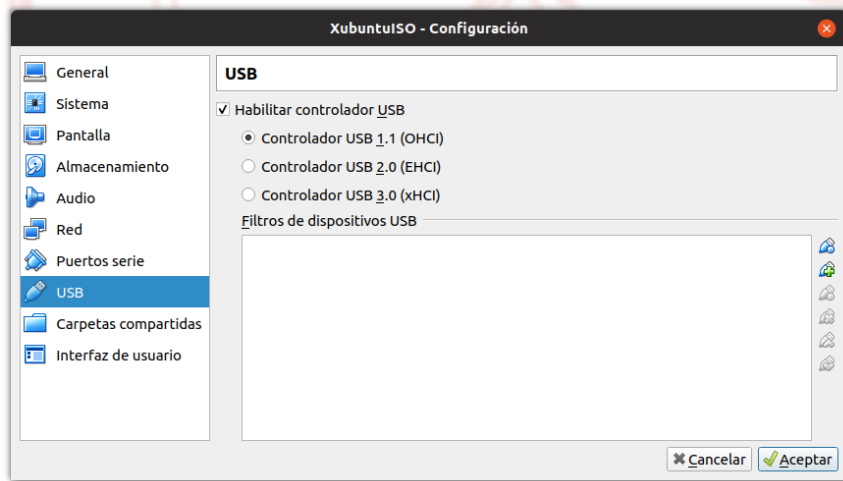 XubuntuISO - Configuración
General
Sistema
Pantalla
Almacenamiento
Audio
Red
Puertos serie
USB
Carpetas compartidas
Interfaz de usuario
USB
Habilitar controlador USB
Controlador USB 1.1 (OHCI)
Controlador USB 2.0 (EHCI)
Controlador USB 3.0 (xHCI)
Filtros de dispositivos USB
Cancelar
Aceptar